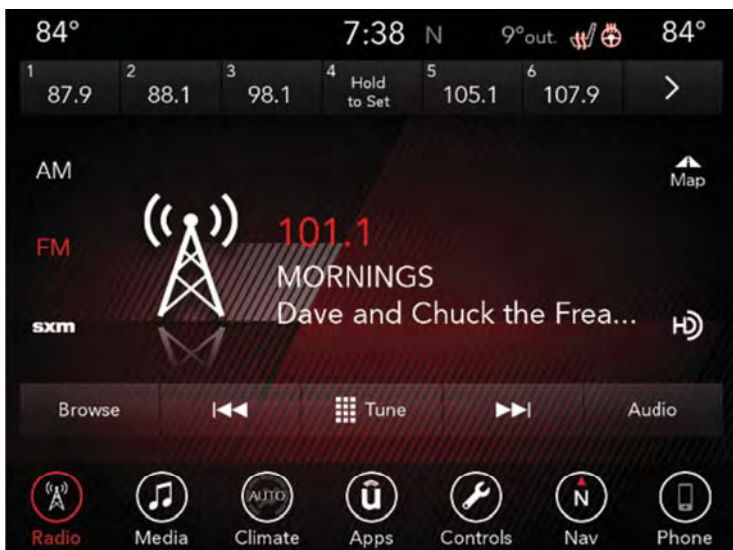 84° 7:38 N 9°out. 84°
1 87.9 2 88.1 3 98.1 4 Hold to Set 5 105.1 6 107.9 >
AM
Map
FM
101.1
MORNINGS
Dave and Chuck the Frea...
sxm
HD
Browse Tune Audio
AUTO û N
Radio Media Climate Apps Controls Nav Phone